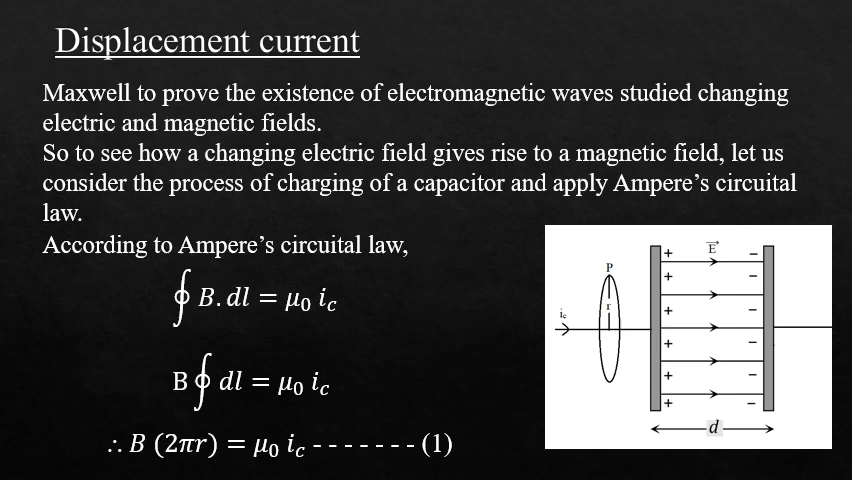 Displacement current
Maxwell to prove the existence of electromagnetic waves studied changing
electric and magnetic fields.
So to see how a changing electric field gives rise to a magnetic field, let us
consider the process of charging of a capacitor and apply Ampere’s circuital
law.
According to Ampere’s circuital law,
∮ B. dl = μ₀ i_c
B ∮ dl = μ₀ i_c
∴ B (2πr) = μ₀ i_c - - - - - - - (1)
P
r
i_c
E⃗
+ −
+ −
+ −
+ −
+ −
+ −
d